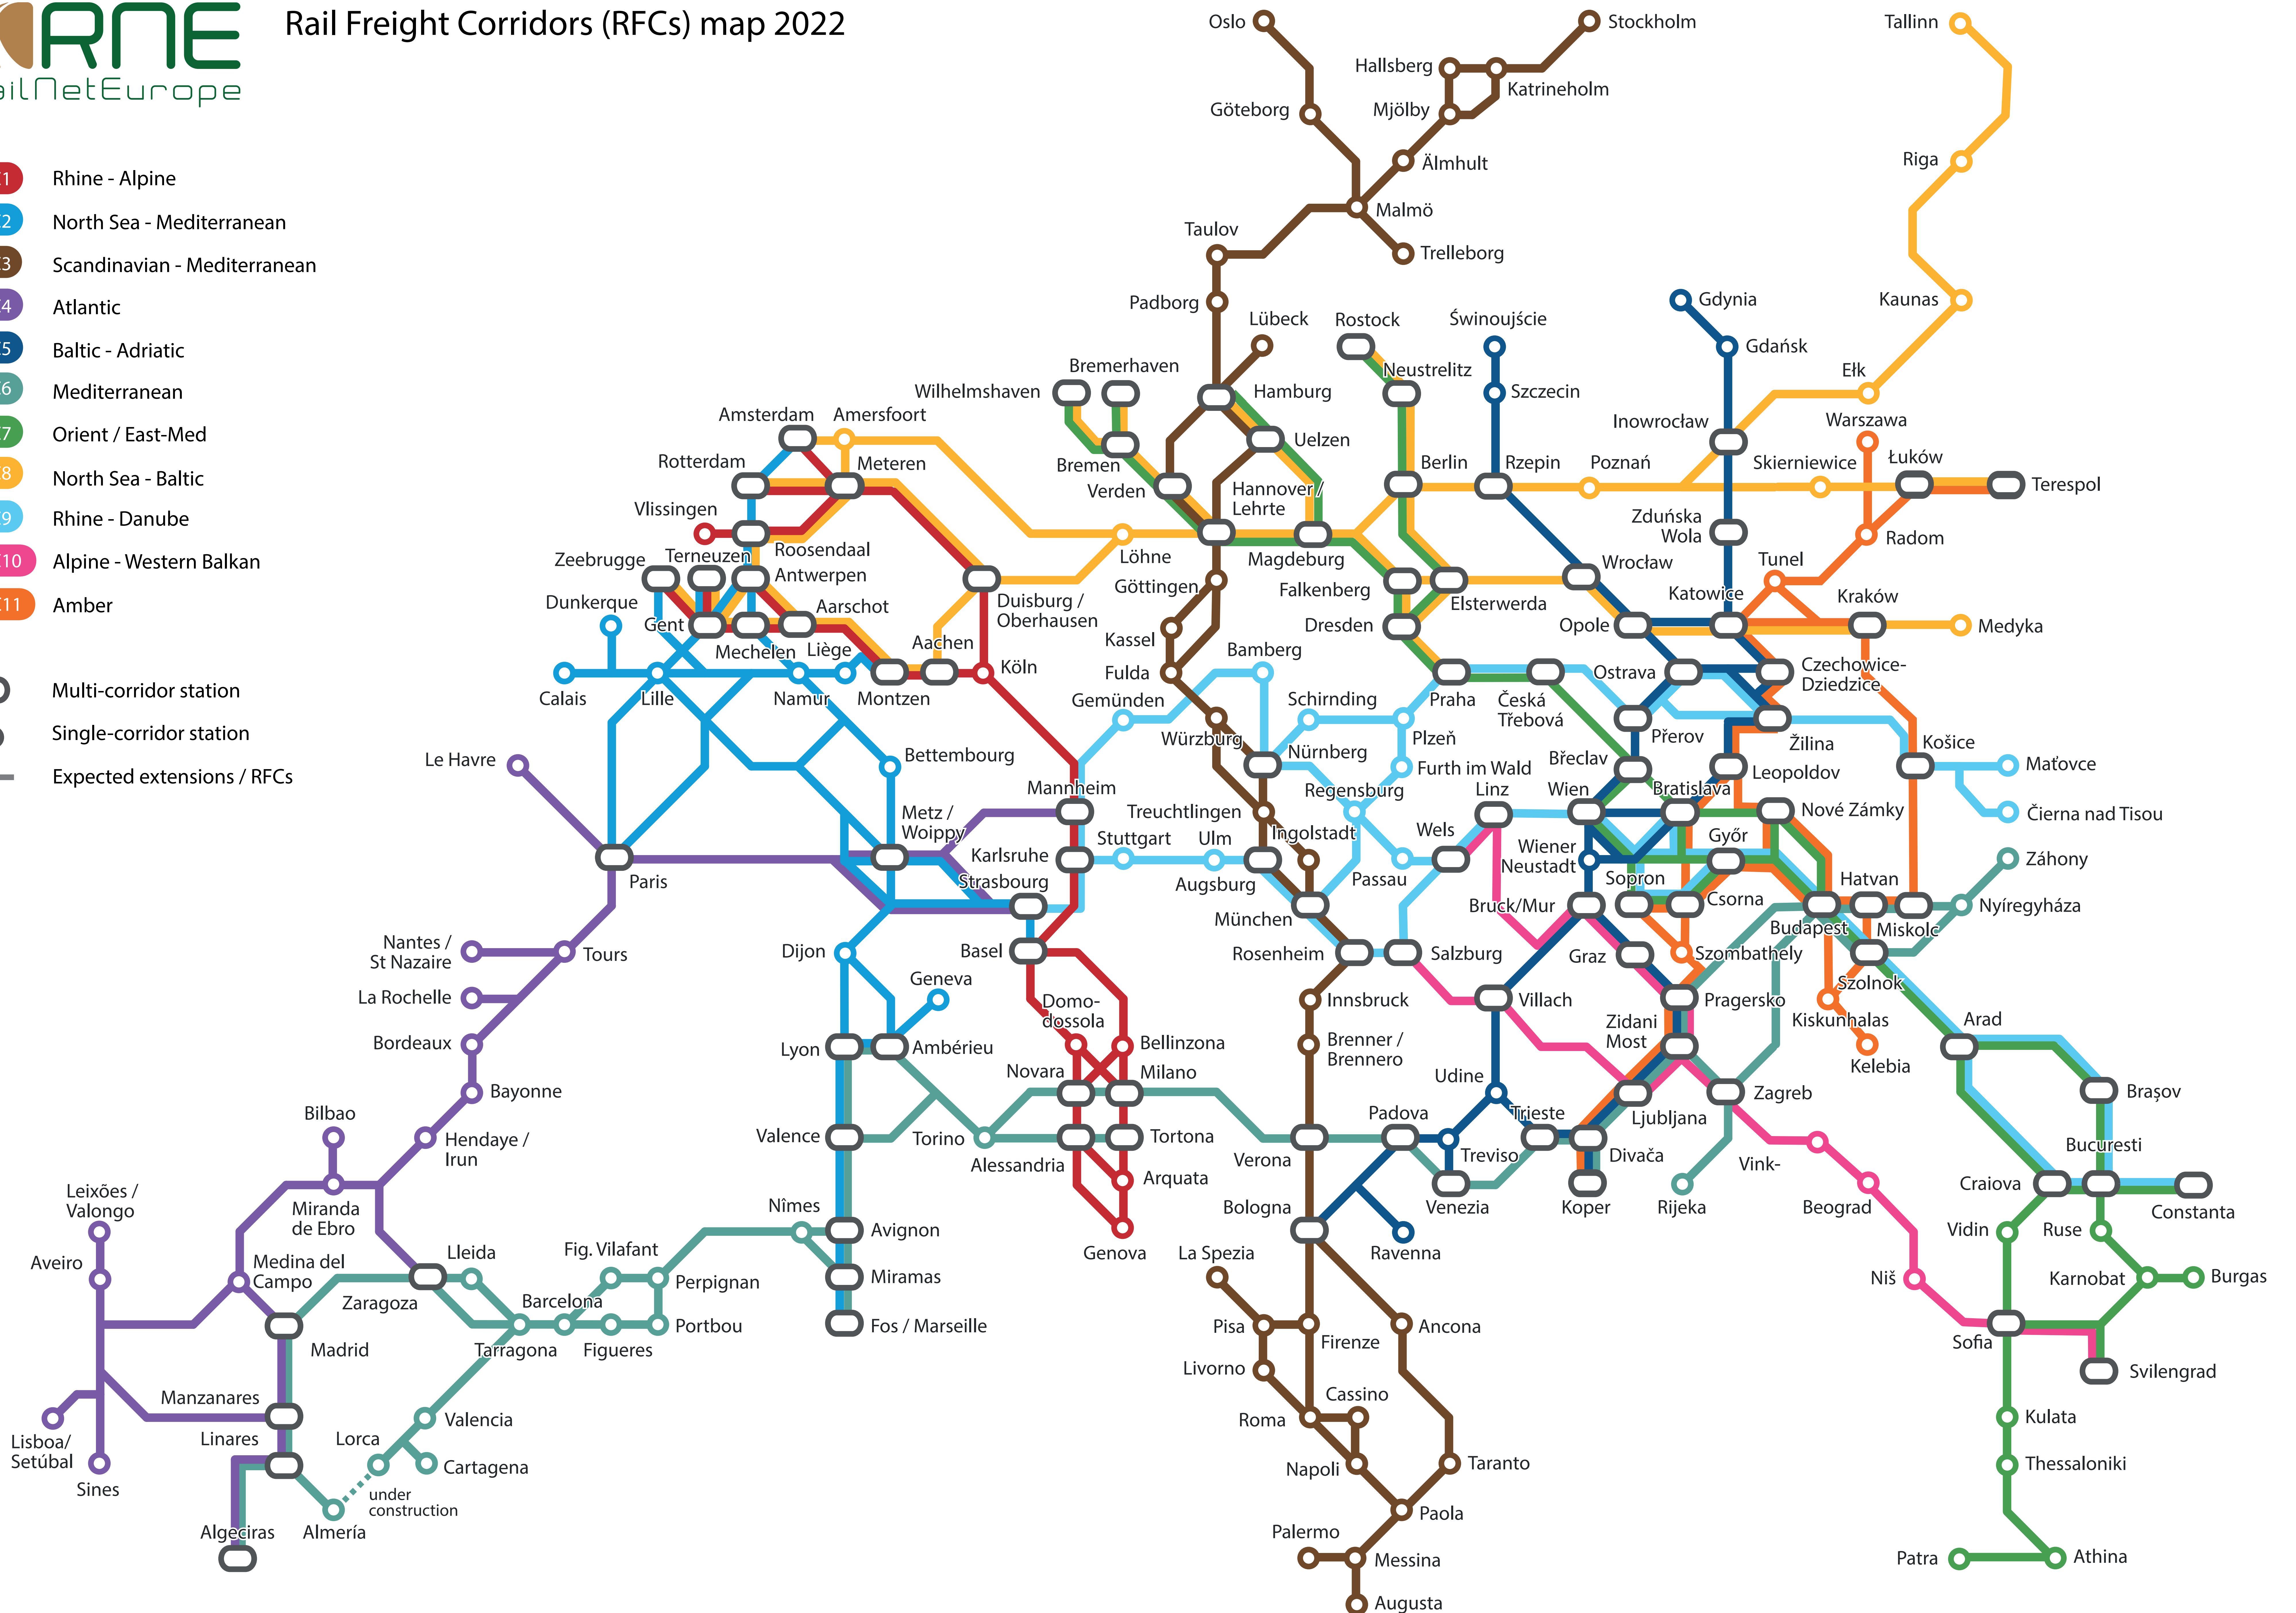 RNE
Rail Freight Corridors (RFCs) map 2022
ailNetEurope
1 Rhine - Alpine
2 North Sea - Mediterranean
3 Scandinavian - Mediterranean
4 Atlantic
5 Baltic - Adriatic
6 Mediterranean
7 Orient / East-Med
8 North Sea - Baltic
9 Rhine - Danube
10 Alpine - Western Balkan
11 Amber
Multi-corridor station
Single-corridor station
Expected extensions / RFCs
Oslo
Stockholm
Tallinn
Hallsberg
Katrineholm
Göteborg
Mjölby
Älmhult
Riga
Malmö
Taulov
Trelleborg
Padborg
Gdynia
Kaunas
Lübeck
Rostock
Świnoujście
Gdańsk
Bremerhaven
Neustrelitz
Ełk
Wilhelmshaven
Hamburg
Szczecin
Amsterdam
Amersfoort
Inowrocław
Warszawa
Uelzen
Rotterdam
Meteren
Bremen
Berlin
Rzepin
Poznań
Skierniewice
Łuków
Verden
Hannover /
Lehrte
Terespol
Vlissingen
Zduńska
Wola
Radom
Zeebrugge
Terneuzen
Roosendaal
Löhne
Magdeburg
Wrocław
Tunel
Antwerpen
Göttingen
Falkenberg
Elsterwerda
Katowice
Kraków
Dunkerque
Aarschot
Duisburg /
Oberhausen
Gent
Kassel
Dresden
Opole
Medyka
Mechelen
Liège
Aachen
Köln
Fulda
Bamberg
Ostrava
Czechowice-
Dziedzice
Calais
Lille
Namur
Montzen
Gemünden
Schirnding
Praha
Česká
Třebová
Würzburg
Nürnberg
Plzeň
Přerov
Žilina
Košice
Le Havre
Bettembourg
Furth im Wald
Břeclav
Leopoldov
Maťovce
Mannheim
Regensburg
Linz
Wien
Bratislava
Nové Zámky
Čierna nad Tisou
Metz /
Woippy
Treuchtlingen
Ingolstadt
Wels
Győr
Karlsruhe
Stuttgart
Ulm
Wiener
Neustadt
Záhony
Paris
Strasbourg
Augsburg
Passau
Sopron
Hatvan
München
Bruck/Mur
Csorna
Nyíregyháza
Budapest
Miskolc
Nantes /
St Nazaire
Tours
Dijon
Basel
Rosenheim
Salzburg
Graz
Szombathely
Szolnok
Geneva
La Rochelle
Domo-
dossola
Innsbruck
Villach
Pragersko
Kiskunhalas
Arad
Bordeaux
Lyon
Ambérieu
Bellinzona
Brenner /
Brennero
Zidani
Most
Kelebia
Novara
Milano
Udine
Bayonne
Ljubljana
Zagreb
Brașov
Bilbao
Hendaye /
Irun
Valence
Torino
Alessandria
Tortona
Verona
Padova
Trieste
Treviso
Divača
Vink-
Bucuresti
Leixões /
Valongo
Miranda
de Ebro
Arquata
Venezia
Koper
Rijeka
Beograd
Craiova
Constanta
Nîmes
Avignon
Genova
Bologna
Ravenna
Vidin
Ruse
Aveiro
Medina del
Campo
Lleida
Fig. Vilafant
Perpignan
Miramas
La Spezia
Niš
Karnobat
Burgas
Zaragoza
Barcelona
Madrid
Tarragona
Figueres
Portbou
Fos / Marseille
Pisa
Firenze
Ancona
Sofia
Svilengrad
Livorno
Manzanares
Cassino
Valencia
Roma
Kulata
Lisboa/
Setúbal
Linares
Lorca
Cartagena
Napoli
Taranto
Thessaloniki
Sines
under
construction
Paola
Algeciras
Almería
Palermo
Messina
Patra
Athina
Augusta